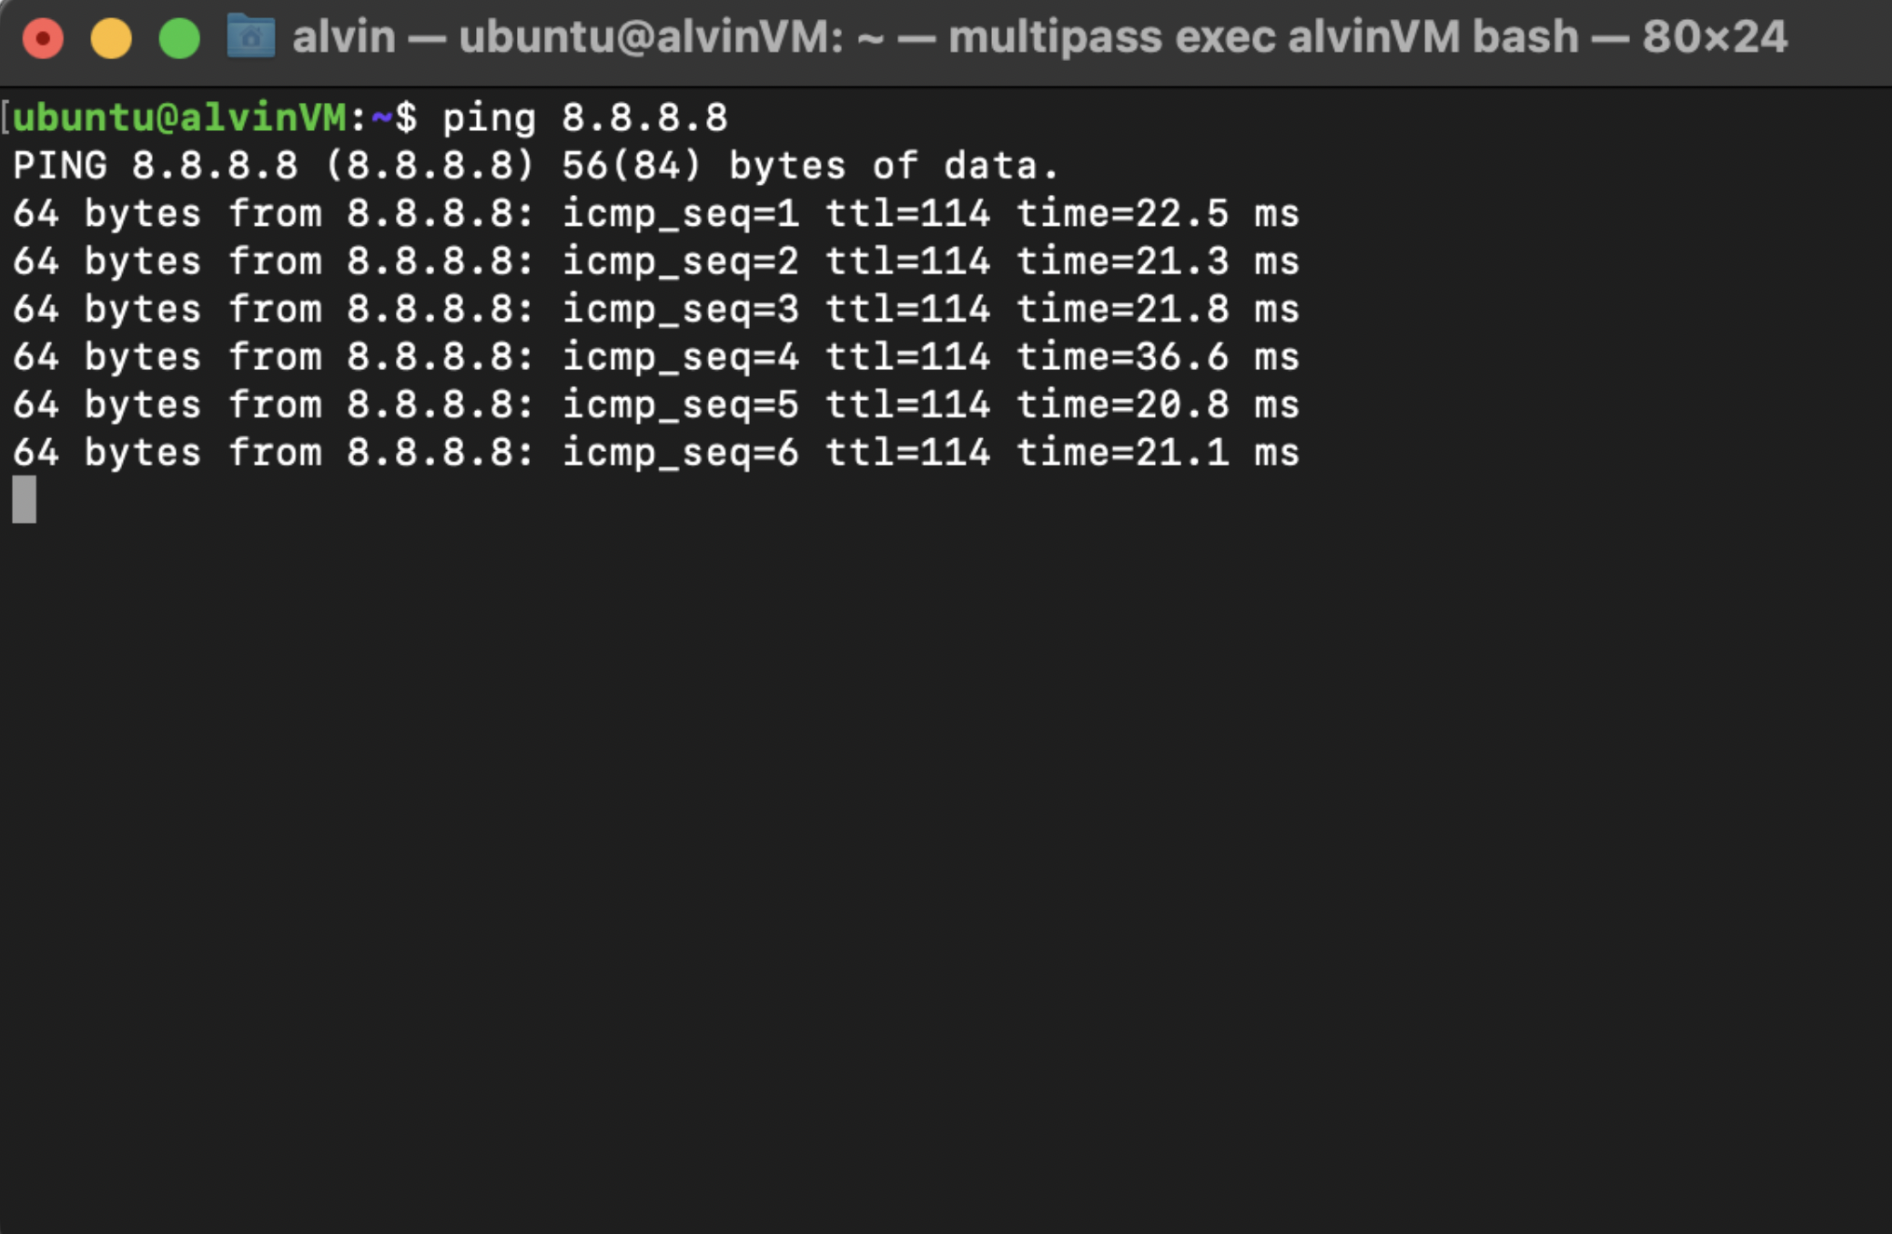 alvin — ubuntu@alvinVM: ~ — multipass exec alvinVM bash — 80×24
[ubuntu@alvinVM:~$ ping 8.8.8.8
PING 8.8.8.8 (8.8.8.8) 56(84) bytes of data.
64 bytes from 8.8.8.8: icmp_seq=1 ttl=114 time=22.5 ms
64 bytes from 8.8.8.8: icmp_seq=2 ttl=114 time=21.3 ms
64 bytes from 8.8.8.8: icmp_seq=3 ttl=114 time=21.8 ms
64 bytes from 8.8.8.8: icmp_seq=4 ttl=114 time=36.6 ms
64 bytes from 8.8.8.8: icmp_seq=5 ttl=114 time=20.8 ms
64 bytes from 8.8.8.8: icmp_seq=6 ttl=114 time=21.1 ms